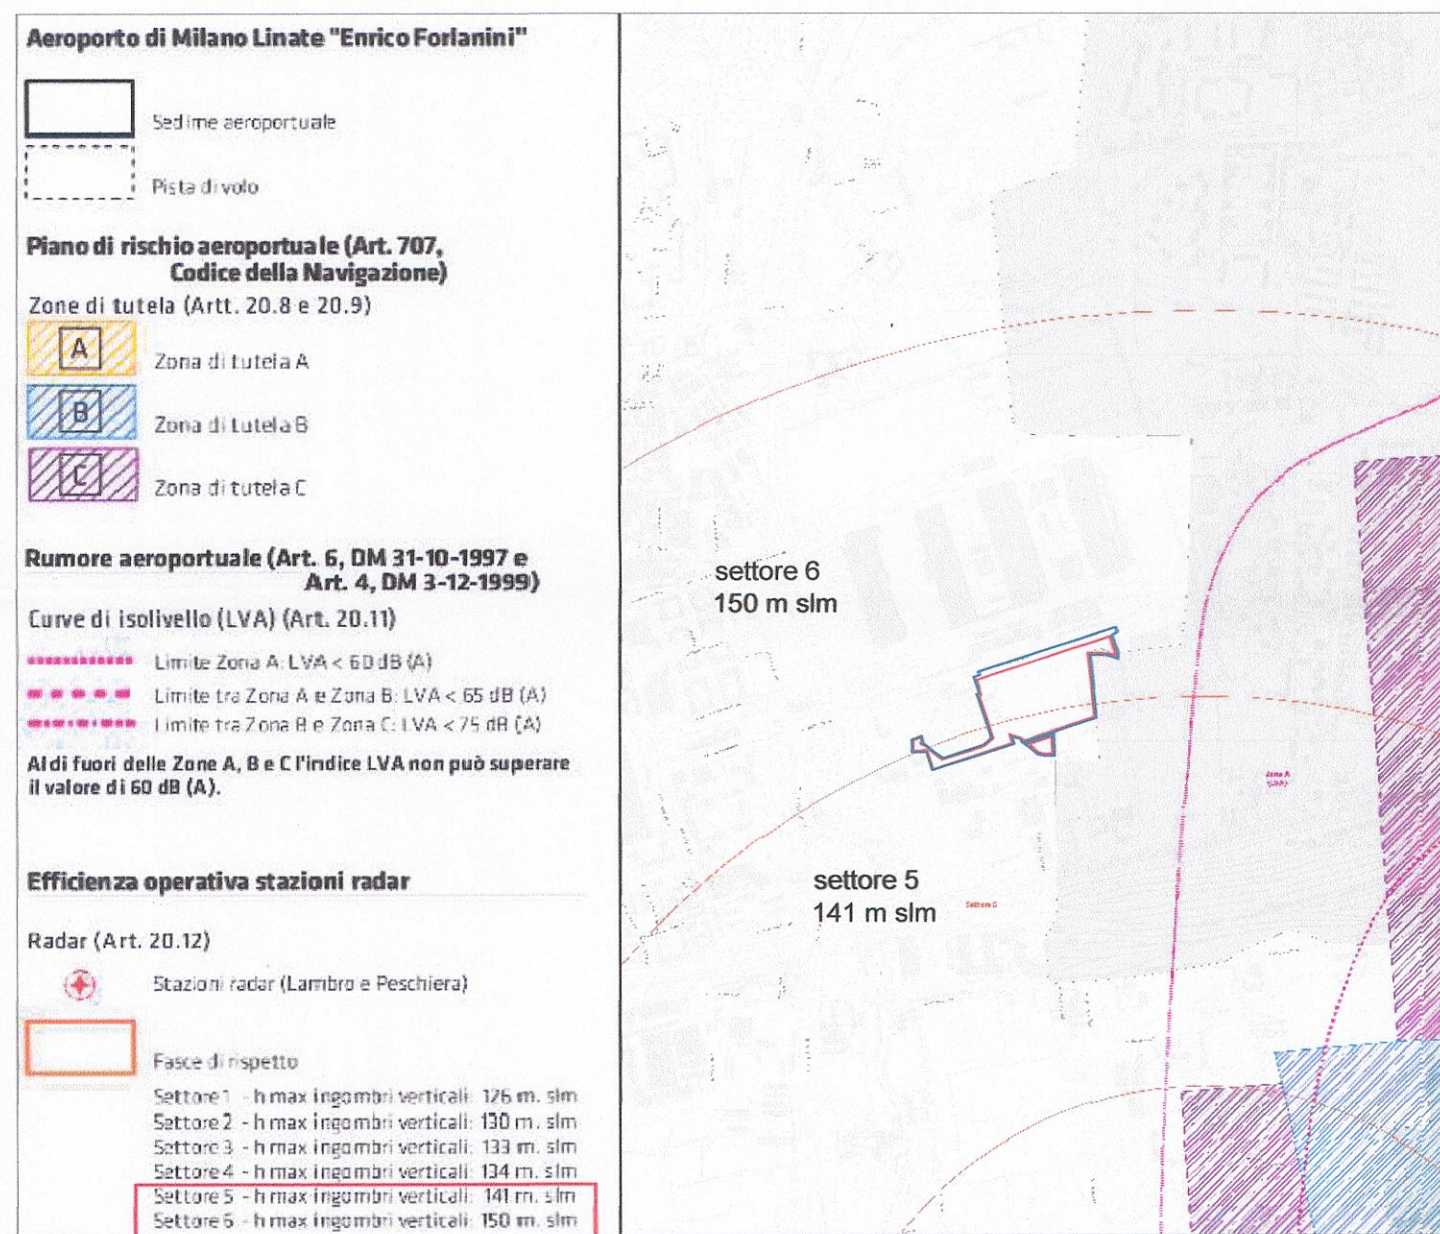 Aeroporto di Milano Linate "Enrico Forlanini"
Sedime aeroportuale
Pista di volo
Piano di rischio aeroportuale (Art. 707,
Codice della Navigazione)
Zone di tutela (Artt. 20.8 e 20.9)
A
Zona di tutela A
B
Zona di tutela B
C
Zona di tutela C
Rumore aeroportuale (Art. 6, DM 31-10-1997 e
Art. 4, DM 3-12-1999)
Curve di isolivello (LVA) (Art. 20.11)
Limite Zona A: LVA < 60 dB (A)
Limite tra Zona A e Zona B: LVA < 65 dB (A)
Limite tra Zona B e Zona C: LVA < 75 dB (A)
Al di fuori delle Zone A, B e C l'indice LVA non può superare
il valore di 60 dB (A).
Efficienza operativa stazioni radar
Radar (Art. 20.12)
Stazioni radar (Lambro e Peschiera)
Fasce di rispetto
Settore 1 - h max ingombri verticali: 126 m. slm
Settore 2 - h max ingombri verticali: 130 m. slm
Settore 3 - h max ingombri verticali: 133 m. slm
Settore 4 - h max ingombri verticali: 134 m. slm
Settore 5 - h max ingombri verticali: 141 m. slm
Settore 6 - h max ingombri verticali: 150 m. slm
settore 6
150 m slm
Zona A
(LVA)
settore 5
141 m slm